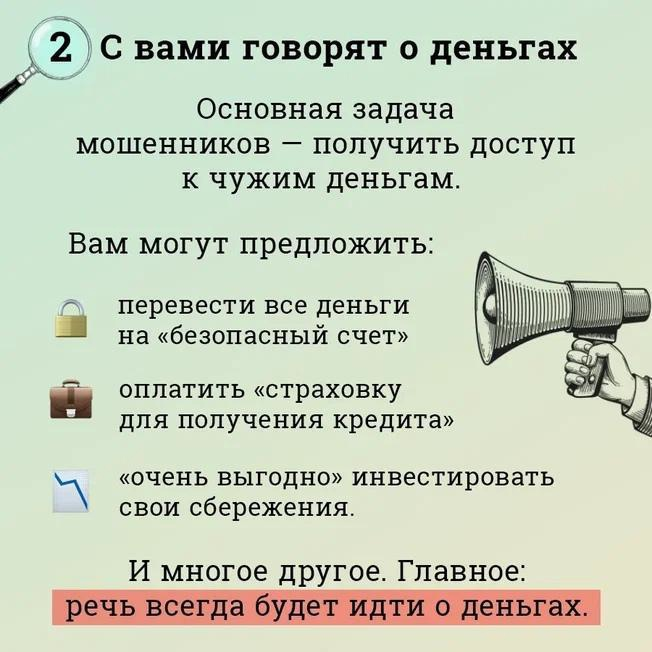 2 С вами говорят о деньгах
Основная задача
мошенников — получить доступ
к чужим деньгам.
Вам могут предложить:
перевести все деньги
на «безопасный счет»
оплатить «страховку
для получения кредита»
«очень выгодно» инвестировать
свои сбережения.
И многое другое. Главное:
речь всегда будет идти о деньгах.